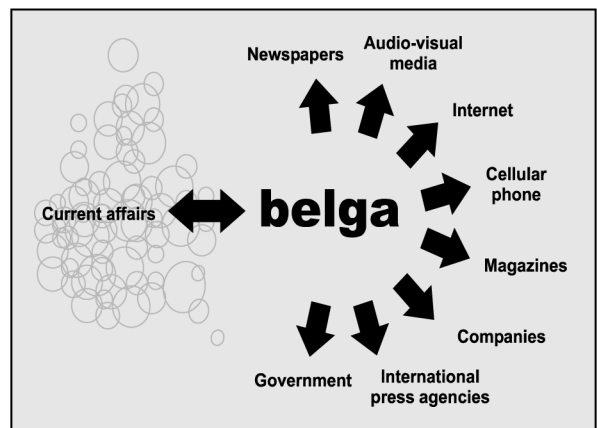 Newspapers
Audio-visual
media
Internet
Cellular
phone
Current affairs
belga
Magazines
Companies
Government
International
press agencies